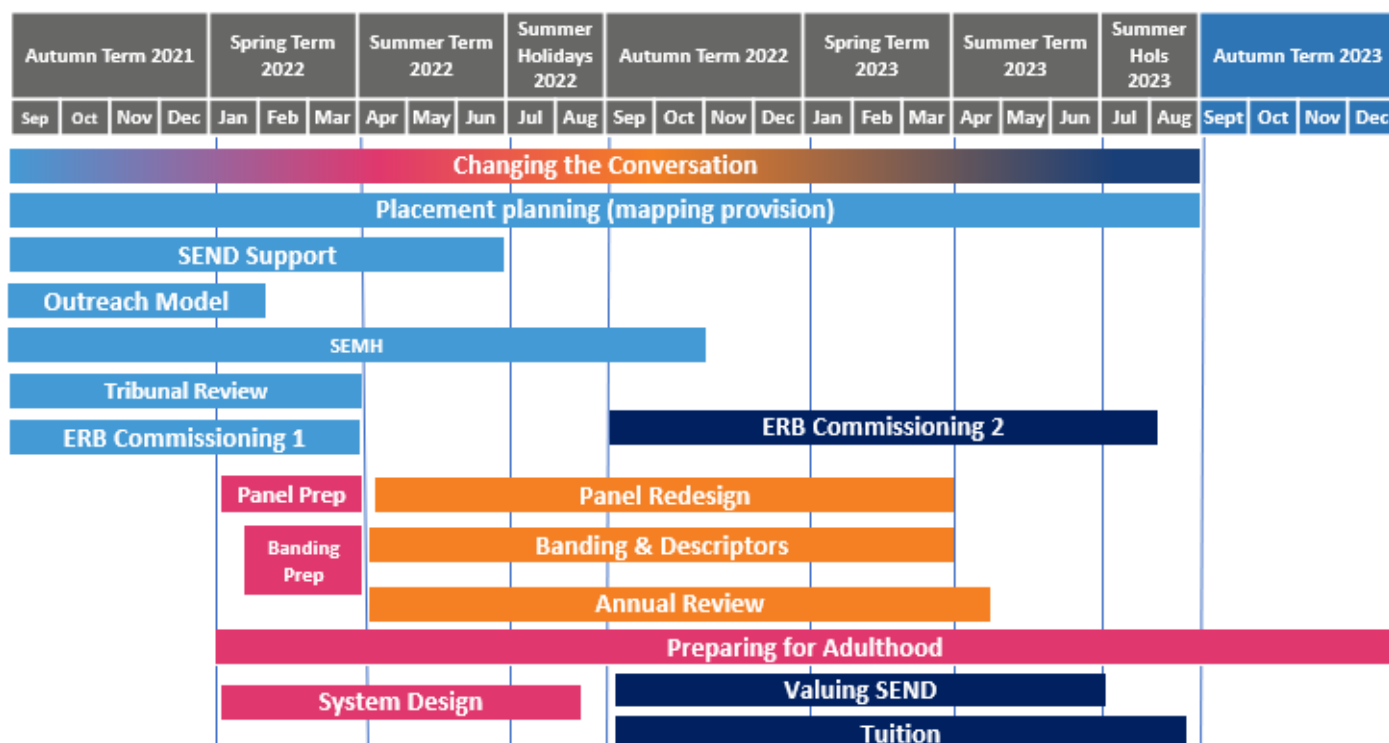 Autumn Term 2021
Spring Term
2022
Summer Term
2022
Summer
Holidays
2022
Autumn Term 2022
Spring Term
2023
Summer Term
2023
Summer
Hols
2023
Autumn Term 2023
Sep Oct Nov Dec Jan Feb Mar Apr May Jun Jul Aug Sep Oct Nov Dec Jan Feb Mar Apr May Jun Jul Aug Sept Oct Nov Dec
Changing the Conversation
Placement planning (mapping provision)
SEND Support
Outreach Model
SEMH
Tribunal Review
ERB Commissioning 1
ERB Commissioning 2
Panel Prep
Panel Redesign
Banding
Prep
Banding & Descriptors
Annual Review
Preparing for Adulthood
System Design
Valuing SEND
Tuition